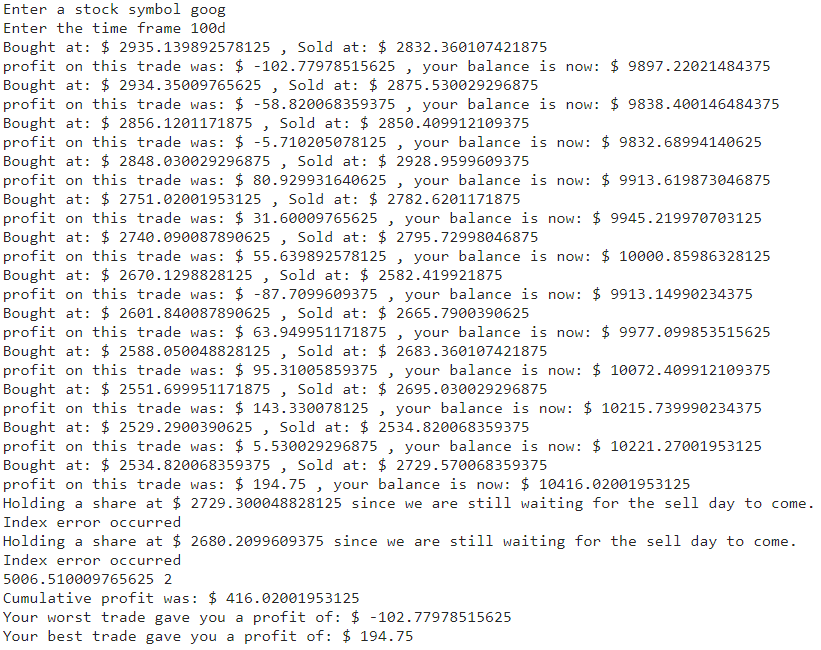 Enter a stock symbol goog
Enter the time frame 100d
Bought at: $ 2935.139892578125 , Sold at: $ 2832.360107421875
profit on this trade was: $ -102.77978515625 , your balance is now: $ 9897.22021484375
Bought at: $ 2934.35009765625 , Sold at: $ 2875.530029296875
profit on this trade was: $ -58.820068359375 , your balance is now: $ 9838.400146484375
Bought at: $ 2856.1201171875 , Sold at: $ 2850.409912109375
profit on this trade was: $ -5.710205078125 , your balance is now: $ 9832.68994140625
Bought at: $ 2848.030029296875 , Sold at: $ 2928.9599609375
profit on this trade was: $ 80.929931640625 , your balance is now: $ 9913.619873046875
Bought at: $ 2751.02001953125 , Sold at: $ 2782.6201171875
profit on this trade was: $ 31.60009765625 , your balance is now: $ 9945.219970703125
Bought at: $ 2740.090087890625 , Sold at: $ 2795.72998046875
profit on this trade was: $ 55.639892578125 , your balance is now: $ 10000.85986328125
Bought at: $ 2670.1298828125 , Sold at: $ 2582.419921875
profit on this trade was: $ -87.7099609375 , your balance is now: $ 9913.14990234375
Bought at: $ 2601.840087890625 , Sold at: $ 2665.7900390625
profit on this trade was: $ 63.949951171875 , your balance is now: $ 9977.099853515625
Bought at: $ 2588.050048828125 , Sold at: $ 2683.360107421875
profit on this trade was: $ 95.31005859375 , your balance is now: $ 10072.409912109375
Bought at: $ 2551.699951171875 , Sold at: $ 2695.030029296875
profit on this trade was: $ 143.330078125 , your balance is now: $ 10215.739990234375
Bought at: $ 2529.2900390625 , Sold at: $ 2534.820068359375
profit on this trade was: $ 5.530029296875 , your balance is now: $ 10221.27001953125
Bought at: $ 2534.820068359375 , Sold at: $ 2729.570068359375
profit on this trade was: $ 194.75 , your balance is now: $ 10416.02001953125
Holding a share at $ 2729.300048828125 since we are still waiting for the sell day to come.
Index error occurred
Holding a share at $ 2680.2099609375 since we are still waiting for the sell day to come.
Index error occurred
5006.510009765625 2
Cumulative profit was: $ 416.02001953125
Your worst trade gave you a profit of: $ -102.77978515625
Your best trade gave you a profit of: $ 194.75